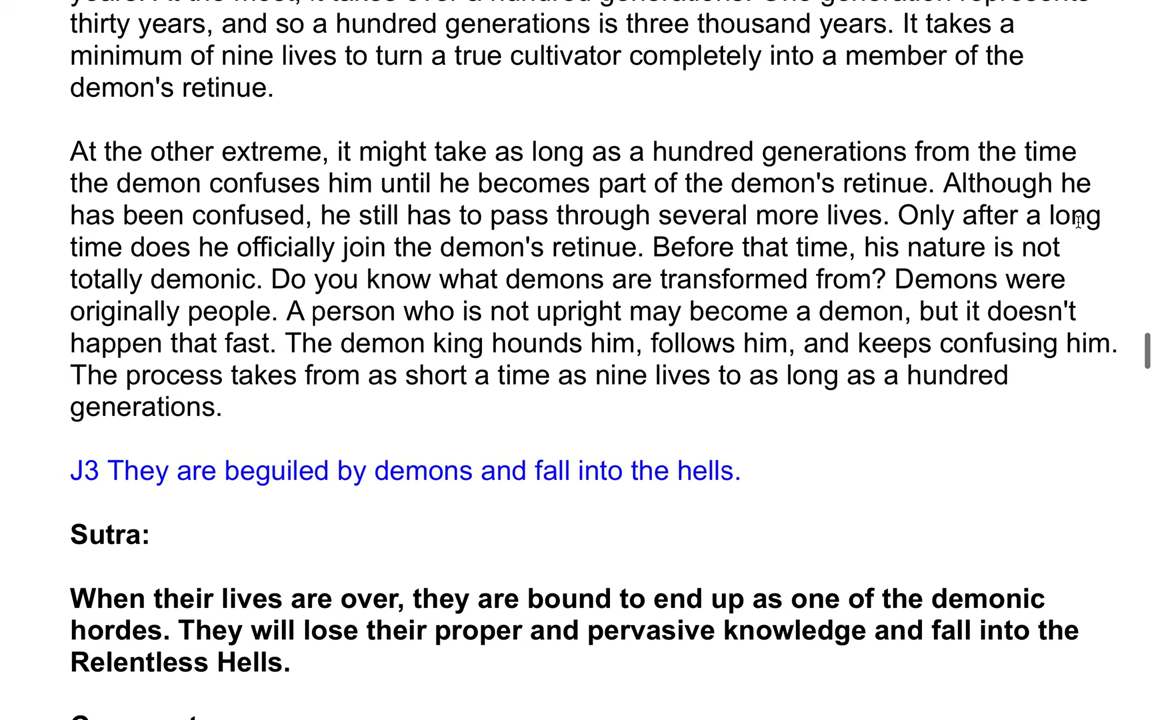 thirty years, and so a hundred generations is three thousand years. It takes a
minimum of nine lives to turn a true cultivator completely into a member of the
demon's retinue.
At the other extreme, it might take as long as a hundred generations from the time
the demon confuses him until he becomes part of the demon's retinue. Although he
has been confused, he still has to pass through several more lives. Only after a long
time does he officially join the demon's retinue. Before that time, his nature is not
totally demonic. Do you know what demons are transformed from? Demons were
originally people. A person who is not upright may become a demon, but it doesn't
happen that fast. The demon king hounds him, follows him, and keeps confusing him.
The process takes from as short a time as nine lives to as long as a hundred
generations.
J3 They are beguiled by demons and fall into the hells.
Sutra:
When their lives are over, they are bound to end up as one of the demonic
hordes. They will lose their proper and pervasive knowledge and fall into the
Relentless Hells.